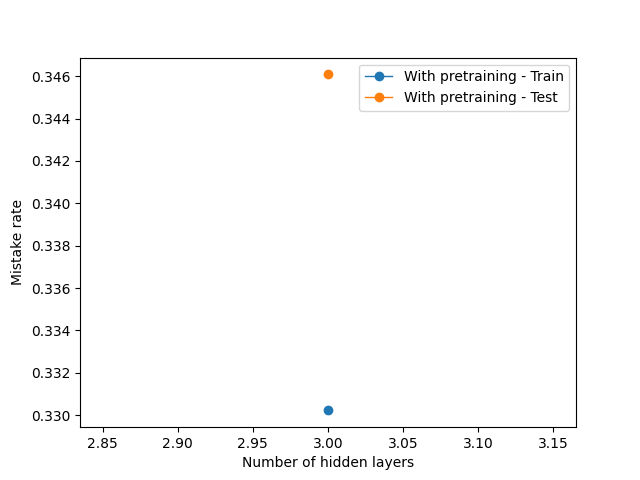 With pretraining - Train
With pretraining - Test
0.346
0.344
0.342
0.340
0.338
0.336
0.334
0.332
0.330
Mistake rate
2.85 2.90 2.95 3.00 3.05 3.10 3.15
Number of hidden layers